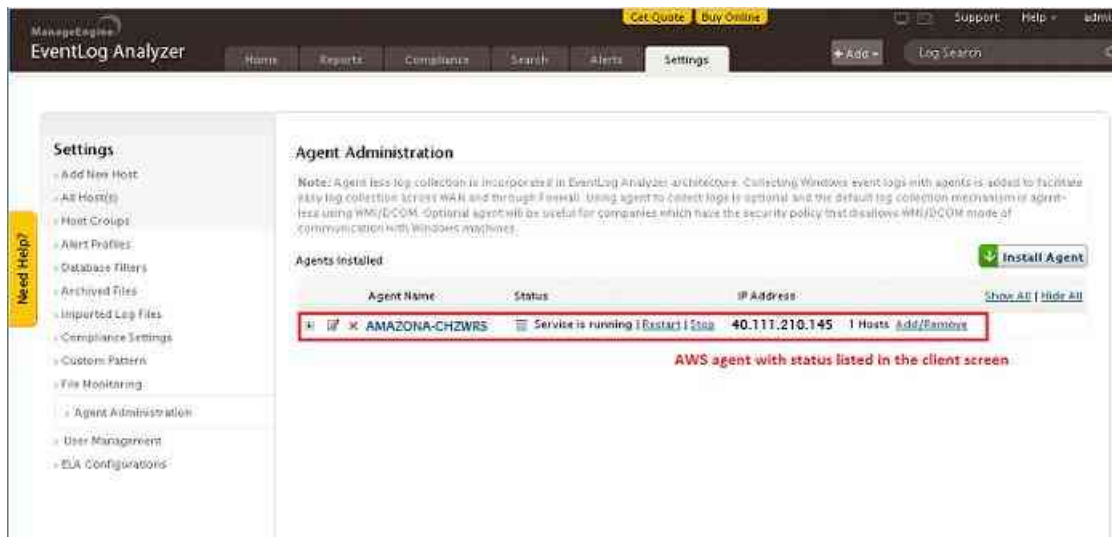 ManageEngine
EventLog Analyzer
Get Quote Buy Online
Support Help
Home Reports Compliance Search Alerts Settings
+Add Log Search
Need Help?
Settings
Add New Host
All Host(s)
Host Groups
Alert Profiles
Database Filters
Archived Files
Imported Log Files
Compliance Settings
Custom Pattern
File Monitoring
Agent Administration
User Management
ELA Configurations
Agent Administration
Note: Agent less log collection is incorporated in EventLog Analyzer architecture. Collecting Windows event logs with agents is added to facilitate
easy log collection across WAN and through Firewall. Using agent to collect logs is optional and the default log collection mechanism is agent-
less using WMI/DCOM. Optional agent will be useful for companies which have the security policy that disallows WMI/DCOM mode of
communication with Windows machines.
Agents Installed
Install Agent
Agent Name Status IP Address Show All | Hide All
AMAZONA-CHZWRS Service is running | Restart | Stop 40.111.210.145 1 Hosts Add/Remove
AWS agent with status listed in the client screen